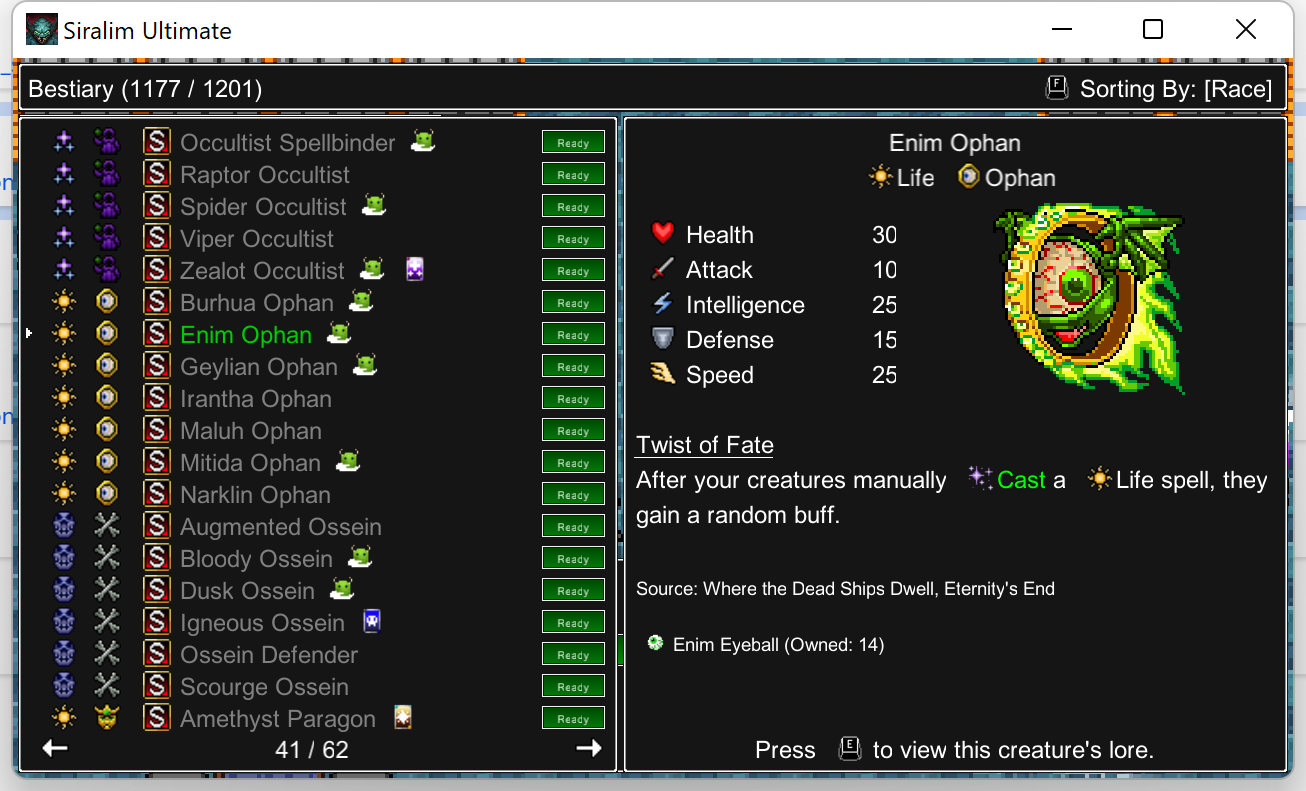 Siralim Ultimate
Bestiary (1177 / 1201)
F Sorting By: [Race]
S Occultist Spellbinder Ready
S Raptor Occultist Ready
S Spider Occultist Ready
S Viper Occultist Ready
S Zealot Occultist Ready
S Burhua Ophan Ready
S Enim Ophan Ready
S Geylian Ophan Ready
S Irantha Ophan Ready
S Maluh Ophan Ready
S Mitida Ophan Ready
S Narklin Ophan Ready
S Augmented Ossein Ready
S Bloody Ossein Ready
S Dusk Ossein Ready
S Igneous Ossein Ready
S Ossein Defender Ready
S Scourge Ossein Ready
S Amethyst Paragon Ready
41 / 62
Enim Ophan
Life Ophan
Health 30
Attack 10
Intelligence 25
Defense 15
Speed 25
Twist of Fate
After your creatures manually Cast a Life spell, they
gain a random buff.
Source: Where the Dead Ships Dwell, Eternity's End
Enim Eyeball (Owned: 14)
Press E to view this creature's lore.